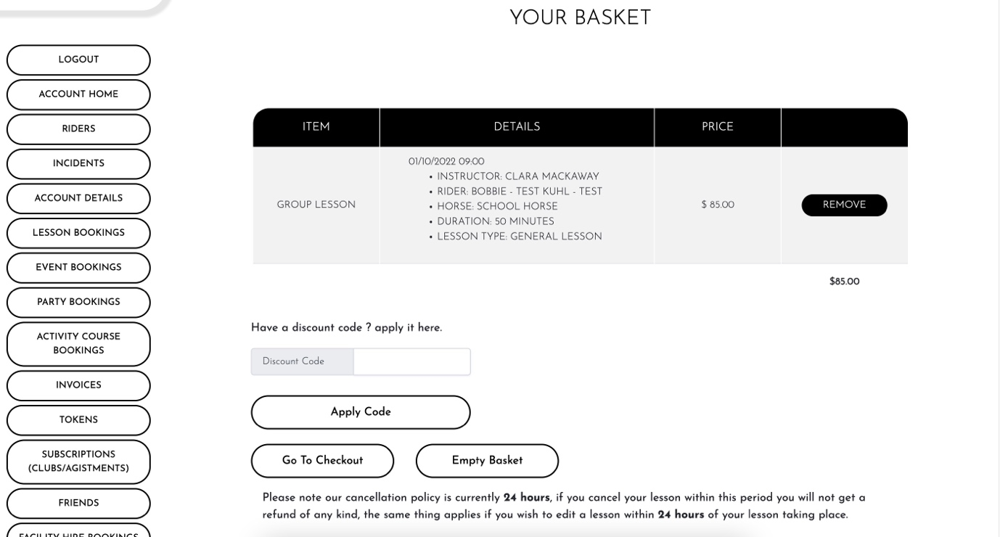 YOUR BASKET
LOGOUT
ACCOUNT HOME
RIDERS
INCIDENTS
ACCOUNT DETAILS
LESSON BOOKINGS
EVENT BOOKINGS
PARTY BOOKINGS
ACTIVITY COURSE
BOOKINGS
INVOICES
TOKENS
SUBSCRIPTIONS
(CLUBS/AGISTMENTS)
FRIENDS
FACILITY HIRE BOOKINGS
ITEM DETAILS PRICE
01/10/2022 09:00
• INSTRUCTOR: CLARA MACKAWAY
• RIDER: BOBBIE - TEST KUHL - TEST
GROUP LESSON • HORSE: SCHOOL HORSE $ 85.00 REMOVE
• DURATION: 50 MINUTES
• LESSON TYPE: GENERAL LESSON
$85.00
Have a discount code ? apply it here.
Discount Code
Apply Code
Go To Checkout Empty Basket
Please note our cancellation policy is currently 24 hours, if you cancel your lesson within this period you will not get a
refund of any kind, the same thing applies if you wish to edit a lesson within 24 hours of your lesson taking place.